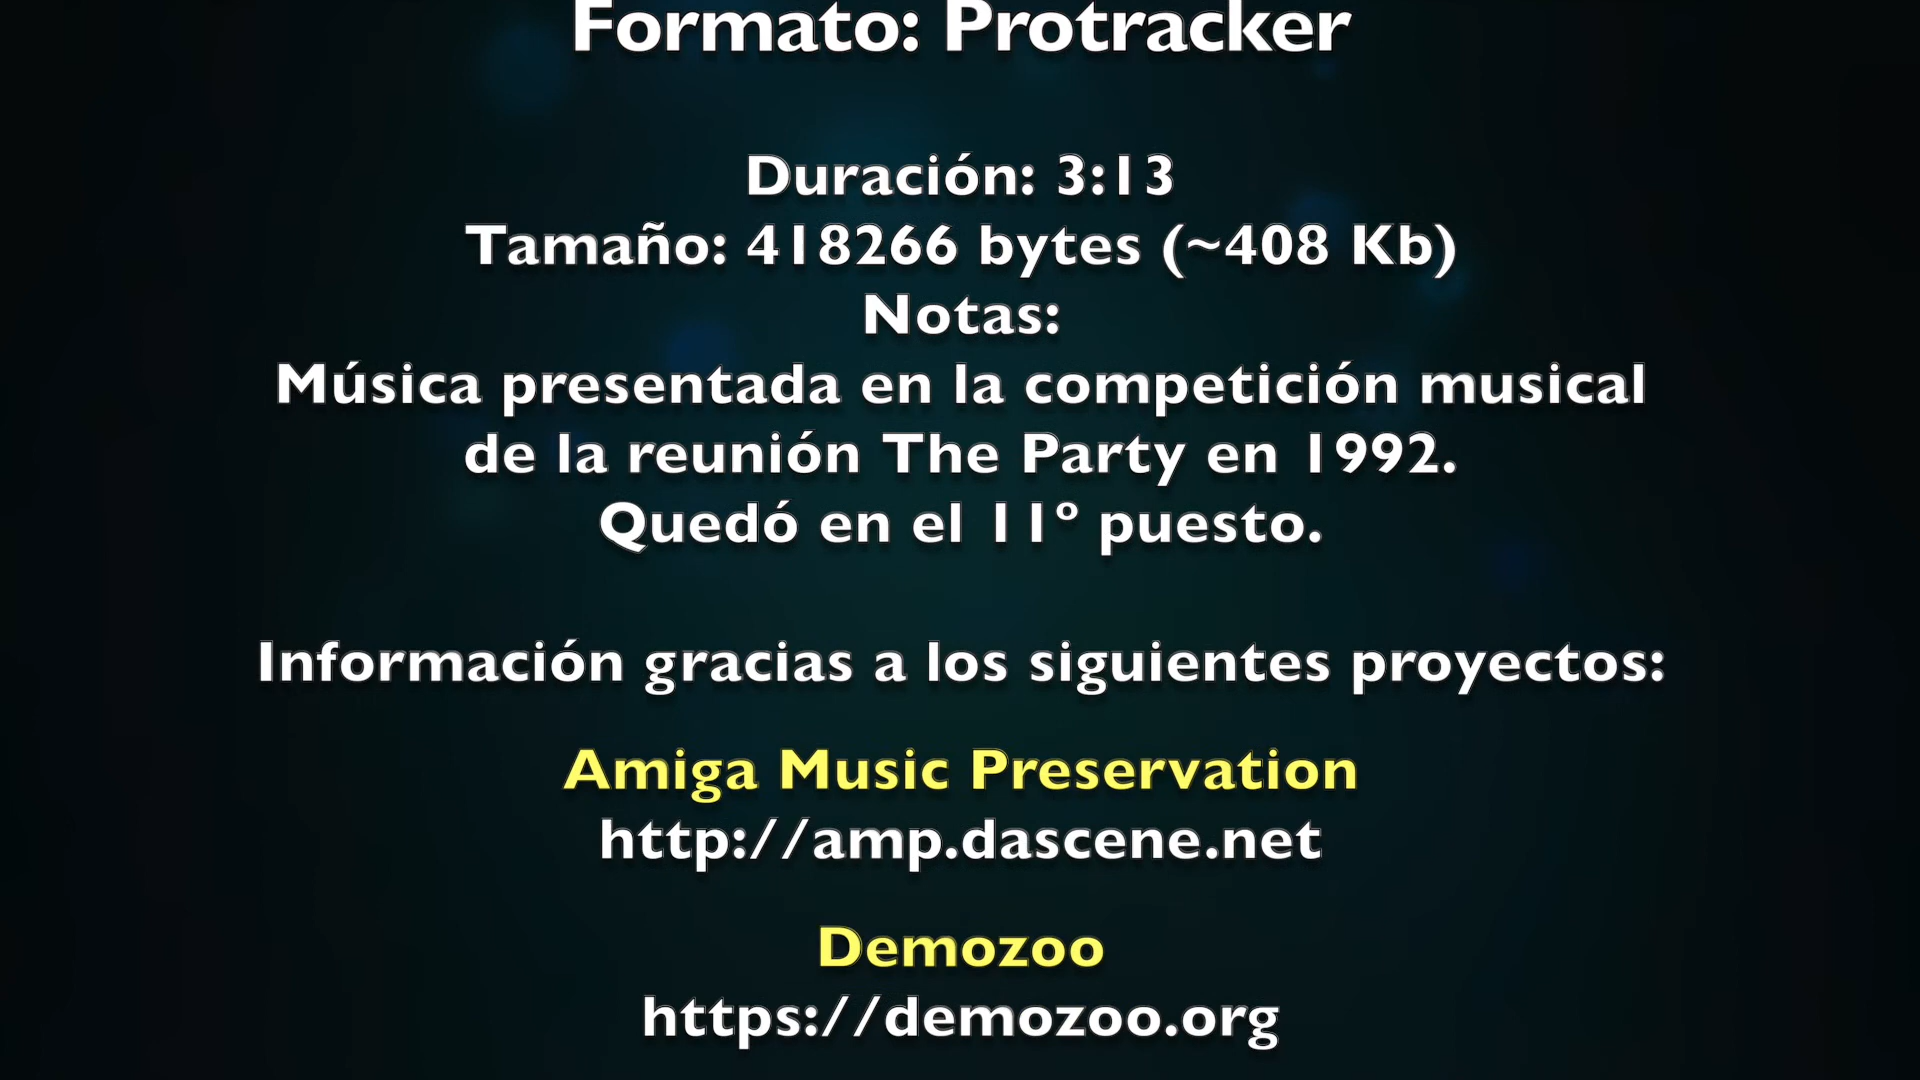 Formato: Protracker
Duración: 3:13
Tamaño: 418266 bytes (~408 Kb)
Notas:
Música presentada en la competición musical
de la reunión The Party en 1992.
Quedó en el 11º puesto.
Información gracias a los siguientes proyectos:
Amiga Music Preservation
http://amp.dascene.net
Demozoo
https://demozoo.org